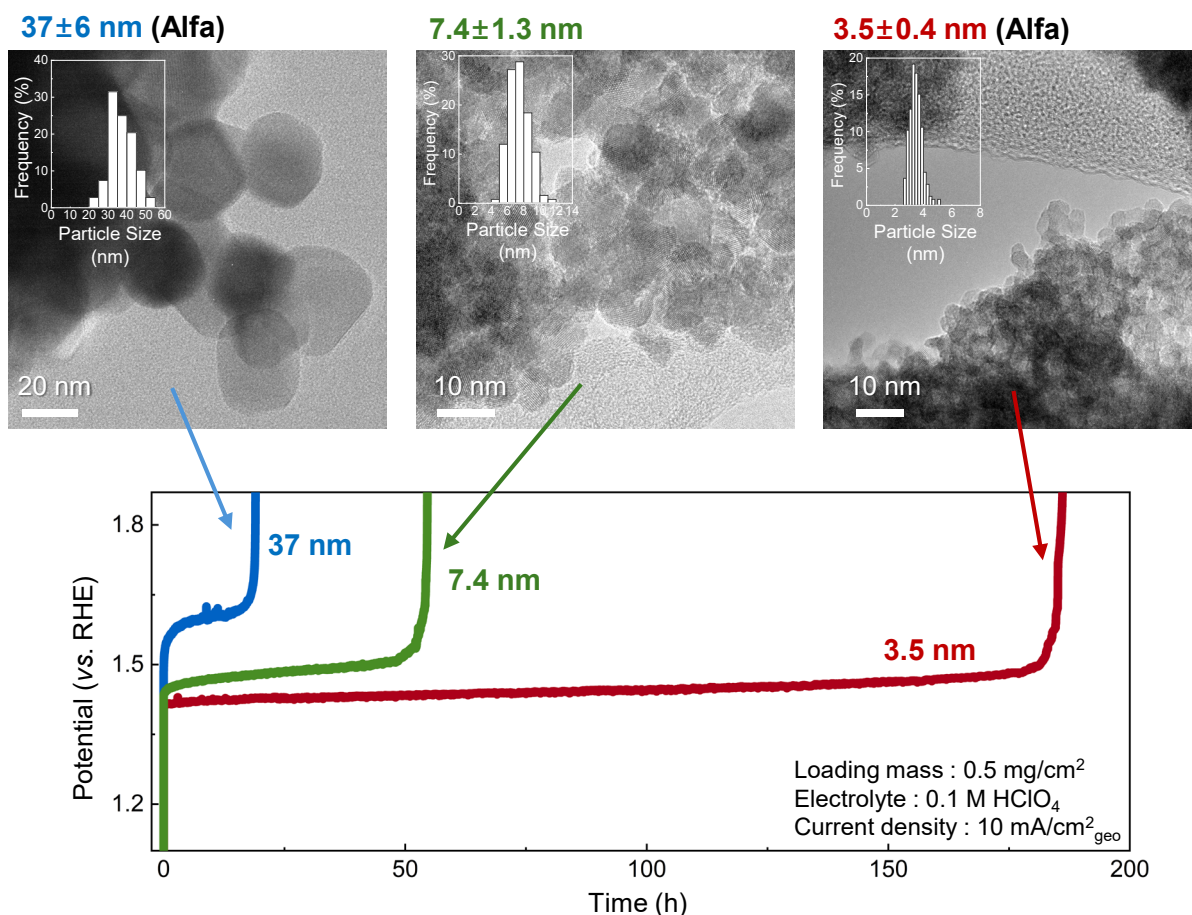 37±6 nm (Alfa)
7.4±1.3 nm
3.5±0.4 nm (Alfa)
Frequency (%)
40
30
20
10
0
0 10 20 30 40 50 60
Particle Size
(nm)
20 nm
Frequency (%)
30
20
10
0
0 2 4 6 8 10 12 14
Particle Size
(nm)
10 nm
Frequency (%)
20
15
10
5
0
0 2 4 6 8
Particle Size
(nm)
10 nm
Potential (vs. RHE)
1.8
1.5
1.2
37 nm
7.4 nm
3.5 nm
Loading mass : 0.5 mg/cm²
Electrolyte : 0.1 M HClO₄
Current density : 10 mA/cm²geo
0 50 100 150 200
Time (h)